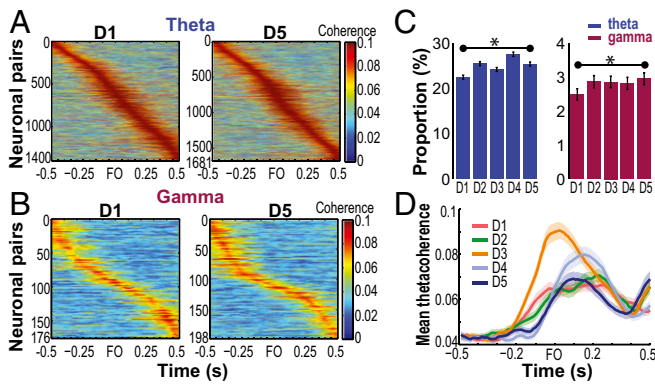 A
D1
Theta
D5
Coherence
Neuronal pairs
0
500
1000
1400
-0.5 -0.25 FO 0.25 0.5
0
500
1000
1500
1681
-0.5 -0.25 FO 0.25 0.5
0.1
0.08
0.06
0.04
0.02
0
B
Gamma
D1
D5
Coherence
Neuronal pairs
0
50
100
150
176
-0.5 -0.25 FO 0.25 0.5
0
50
100
150
198
-0.5 -0.25 FO 0.25 0.5
0.1
0.08
0.06
0.04
0.02
0
Time (s)
C
theta
gamma
Proportion (%)
30
20
10
0
*
D1 D2 D3 D4 D5
4
3
2
1
0
*
D1 D2 D3 D4 D5
D
Mean thetacoherence
0.1
0.08
0.06
0.04
D1
D2
D3
D4
D5
-0.5 -0.2 FO 0.2 0.5
Time (s)